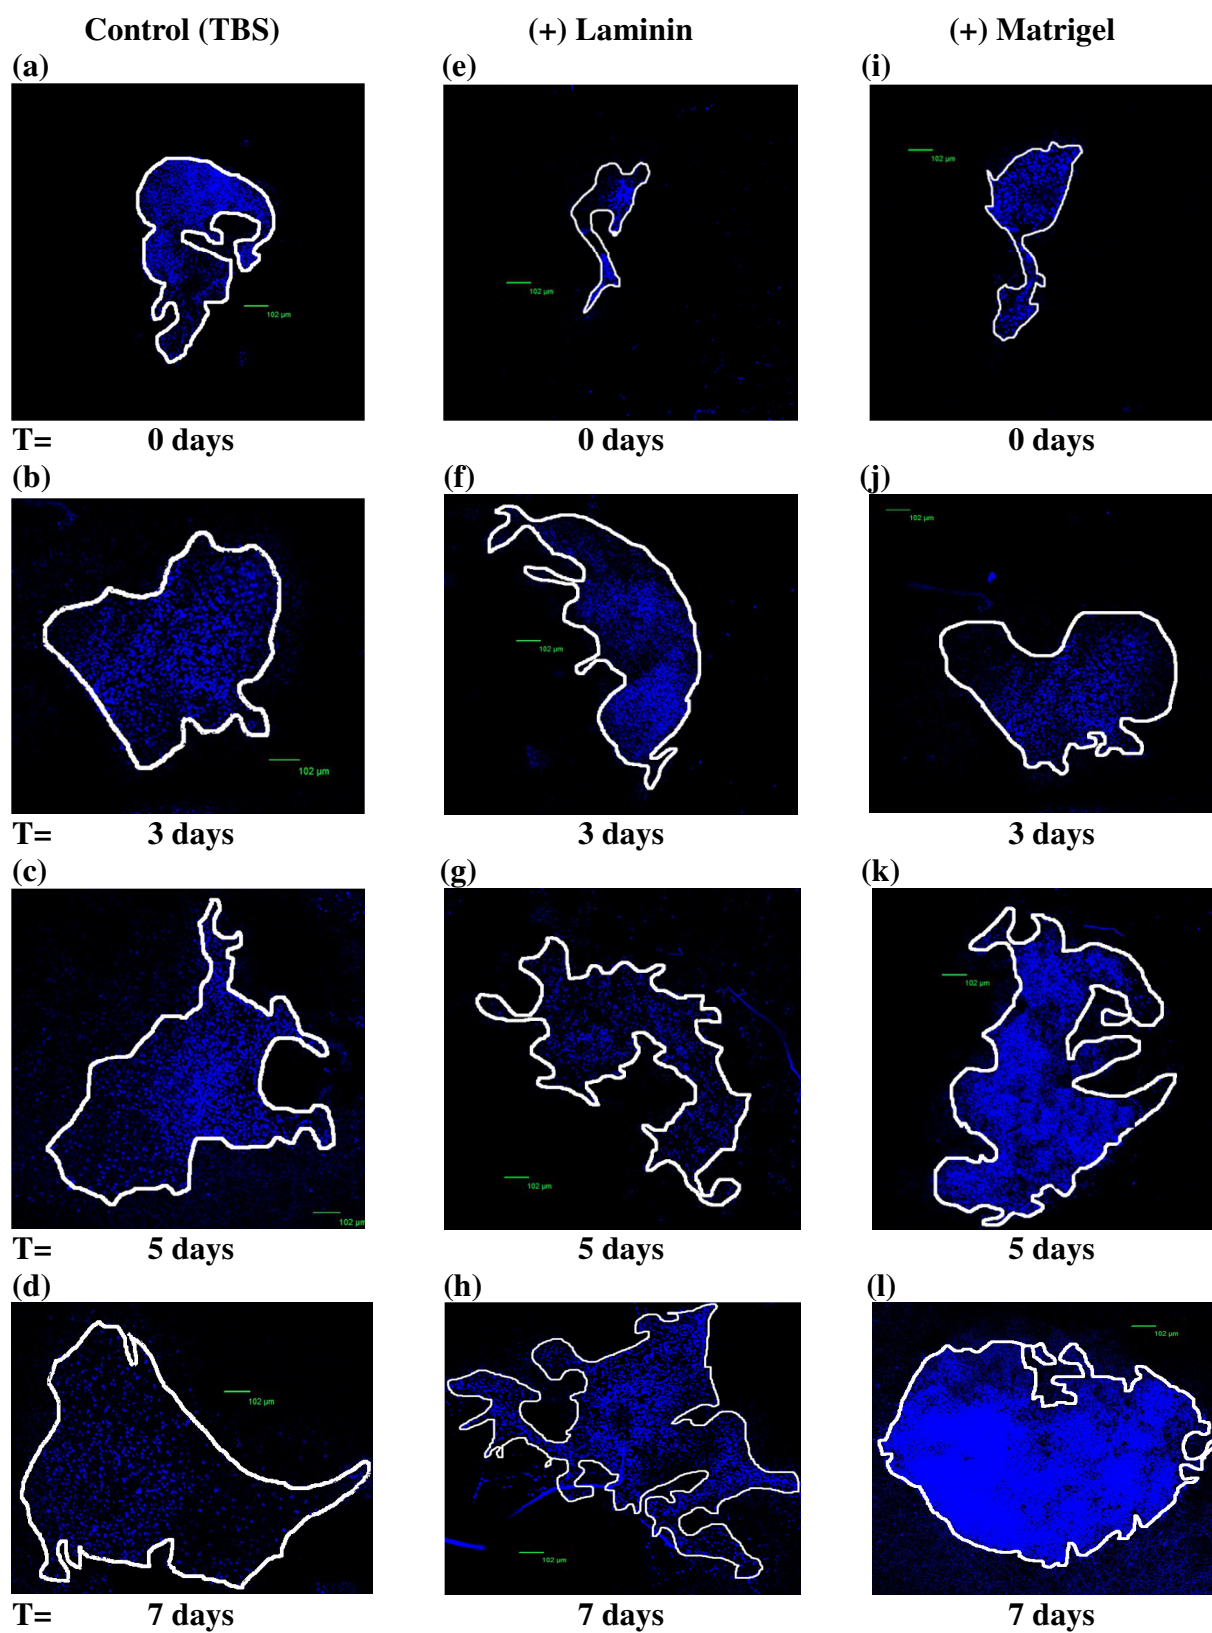 Control (TBS) (+) Laminin (+) Matrigel
(a) (e) (i)
102 µm
102 µm
102 µm
T= 0 days 0 days 0 days
(b) (f) (j)
102 µm
102 µm
102 µm
T= 3 days 3 days 3 days
(c) (g) (k)
102 µm
102 µm
102 µm
T= 5 days 5 days 5 days
(d) (h) (l)
102 µm
102 µm
102 µm
T= 7 days 7 days 7 days